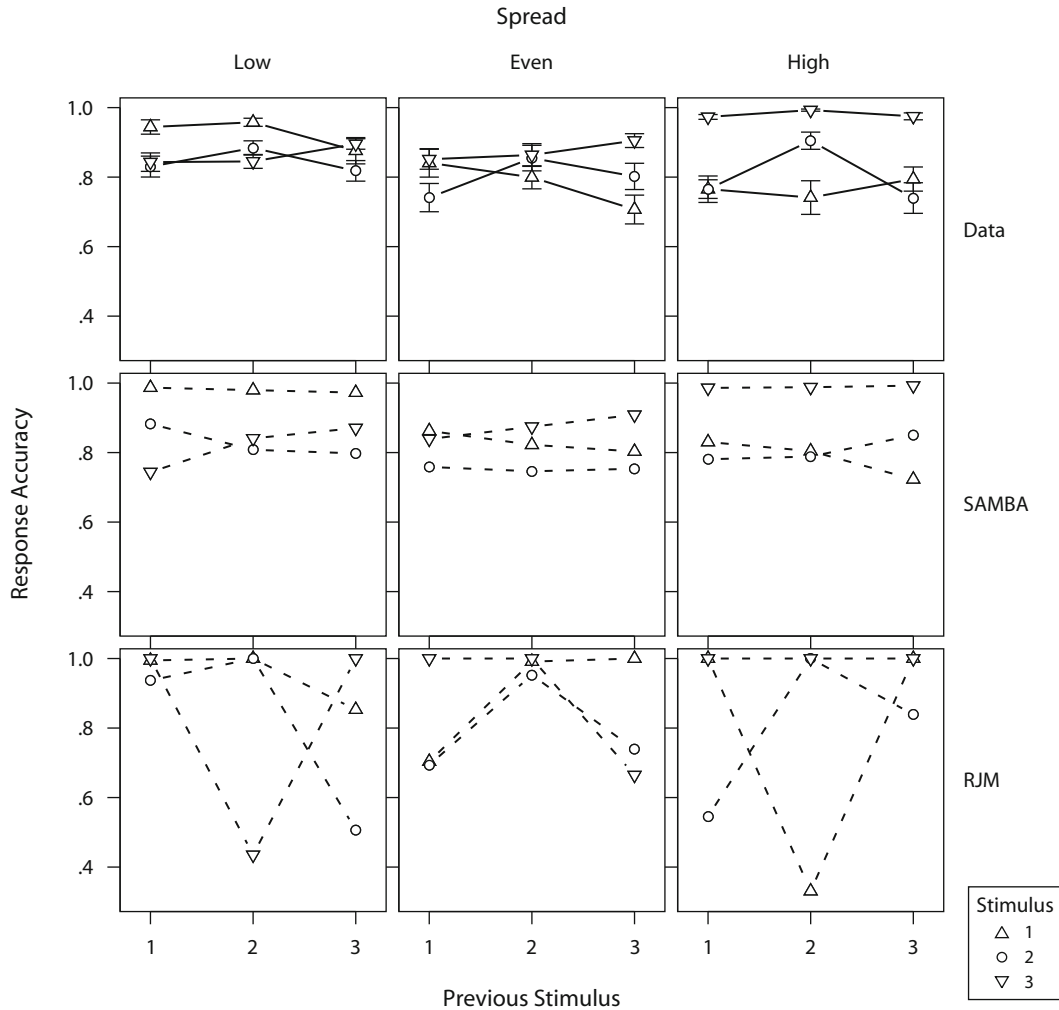 Spread
Low Even High
1.0
.8
.6
.4
Data
1.0
.8
.6
.4
SAMBA
Response Accuracy
1.0
.8
.6
.4
RJM
1 2 3 1 2 3 1 2 3
Previous Stimulus
Stimulus
1
2
3